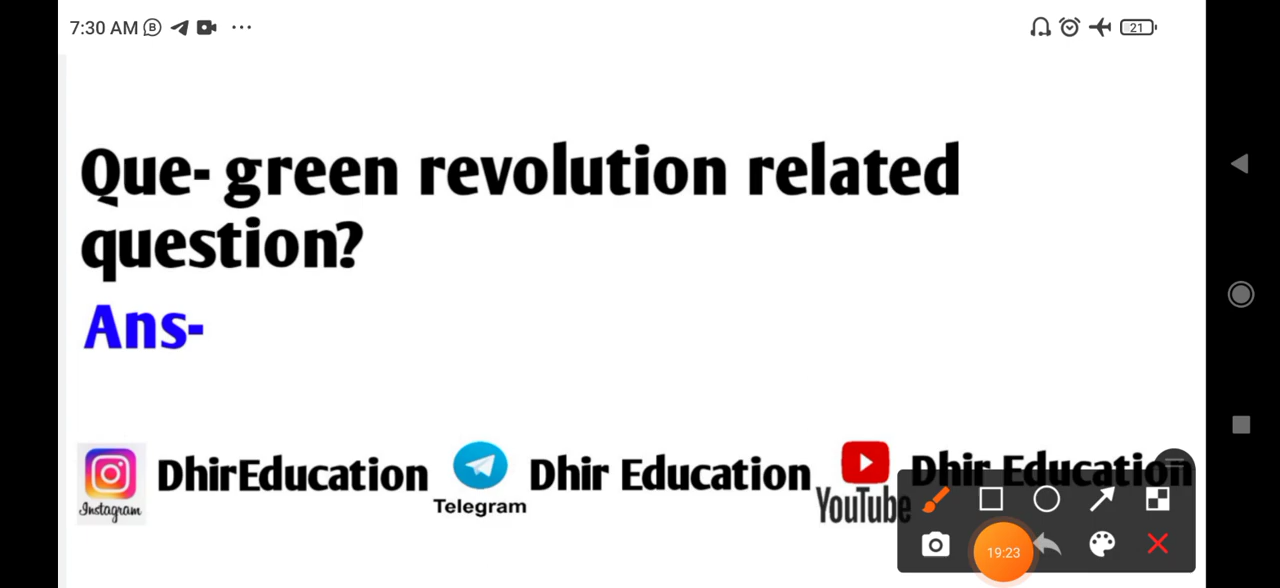 7:30 AM
21
Que- green revolution related
question?
Ans-
Instagram
DhirEducation
Telegram
Dhir Education
YouTube
Dhir Education
19:23